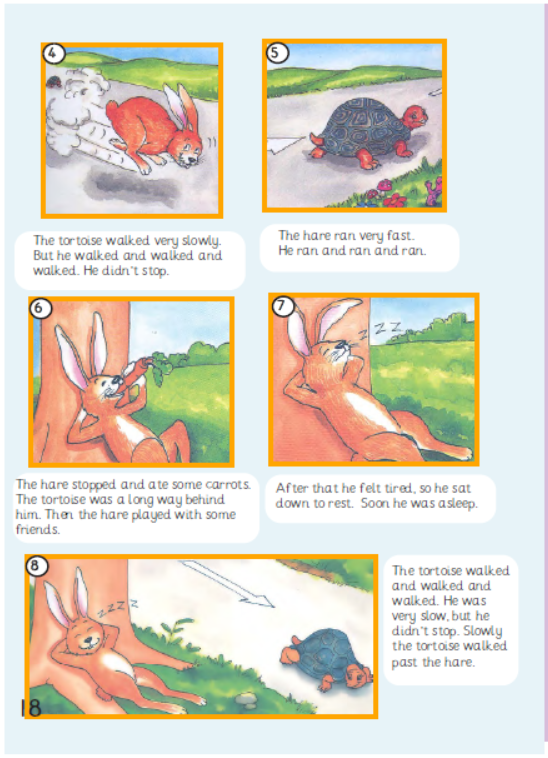 4
5
The tortoise walked very slowly.
But he walked and walked and
walked. He didn't stop.
The hare ran very fast.
He ran and ran and ran.
6
7
z z z
The hare stopped and ate some carrots.
The tortoise was a long way behind
him. Then the hare played with some
friends.
After that he felt tired, so he sat
down to rest. Soon he was asleep.
8
z z z z
The tortoise walked
and walked and
walked. He was
very slow, but he
didn't stop. Slowly
the tortoise walked
past the hare.
18